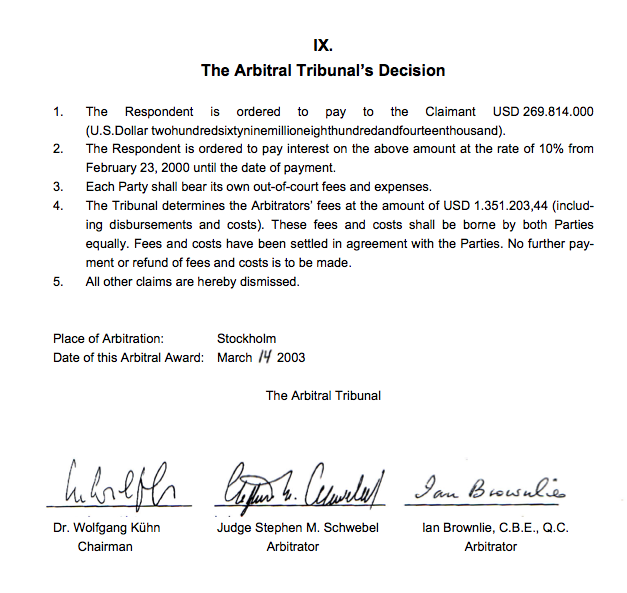 IX.
The Arbitral Tribunal's Decision
1. The Respondent is ordered to pay to the Claimant USD 269.814.000
(U.S.Dollar twohundredsixtyninemillioneighthundredandfourteenthousand).
2. The Respondent is ordered to pay interest on the above amount at the rate of 10% from
February 23, 2000 until the date of payment.
3. Each Party shall bear its own out-of-court fees and expenses.
4. The Tribunal determines the Arbitrators' fees at the amount of USD 1.351.203,44 (includ-
ing disbursements and costs). These fees and costs shall be borne by both Parties
equally. Fees and costs have been settled in agreement with the Parties. No further pay-
ment or refund of fees and costs is to be made.
5. All other claims are hereby dismissed.
Place of Arbitration: Stockholm
Date of this Arbitral Award: March 14 2003
The Arbitral Tribunal
Ian Brownlie
Dr. Wolfgang Kühn Judge Stephen M. Schwebel Ian Brownlie, C.B.E., Q.C.
Chairman Arbitrator Arbitrator